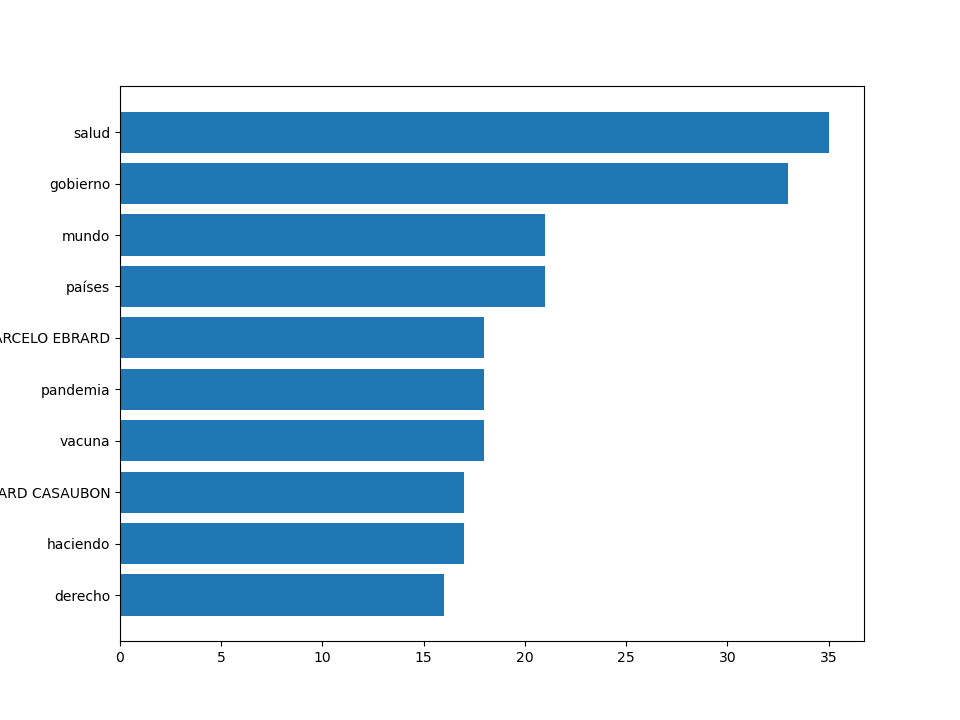 salud
gobierno
mundo
países
ARCELO EBRARD
pandemia
vacuna
ARD CASAUBON
haciendo
derecho
0 5 10 15 20 25 30 35